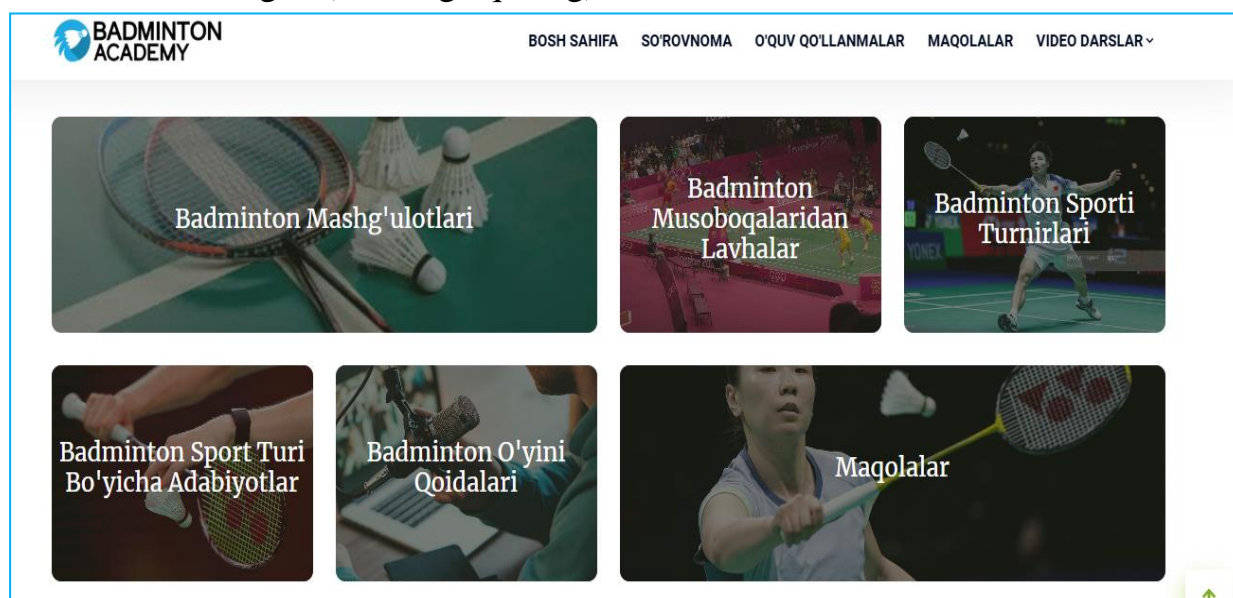 BADMINTON
ACADEMY
BOSH SAHIFA SO'ROVNOMA O'QUV QO'LLANMALAR MAQOLALAR VIDEO DARSLAR
Badminton Mashg'ulotlari
Badminton
Musoboqalaridan
Lavhalar
Badminton Sporti
Turnirlari
YONEX
Badminton Sport Turi
Bo'yicha Adabiyotlar
Badminton O'yini
Qoidalari
Maqolalar